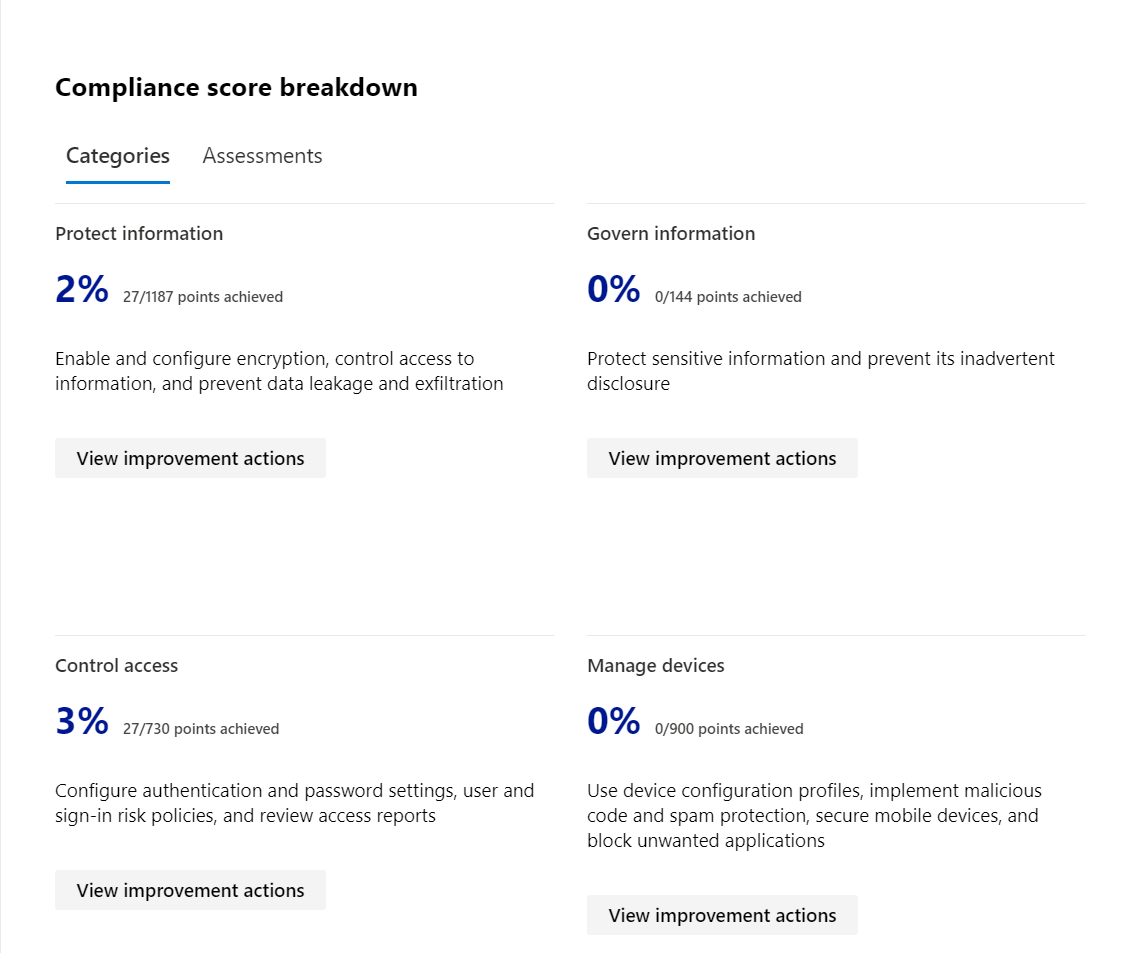 Compliance score breakdown
Categories
Assessments
Protect information
2% 27/1187 points achieved
Enable and configure encryption, control access to
information, and prevent data leakage and exfiltration
View improvement actions
Govern information
0% 0/144 points achieved
Protect sensitive information and prevent its inadvertent
disclosure
View improvement actions
Control access
3% 27/730 points achieved
Configure authentication and password settings, user and
sign-in risk policies, and review access reports
View improvement actions
Manage devices
0% 0/900 points achieved
Use device configuration profiles, implement malicious
code and spam protection, secure mobile devices, and
block unwanted applications
View improvement actions